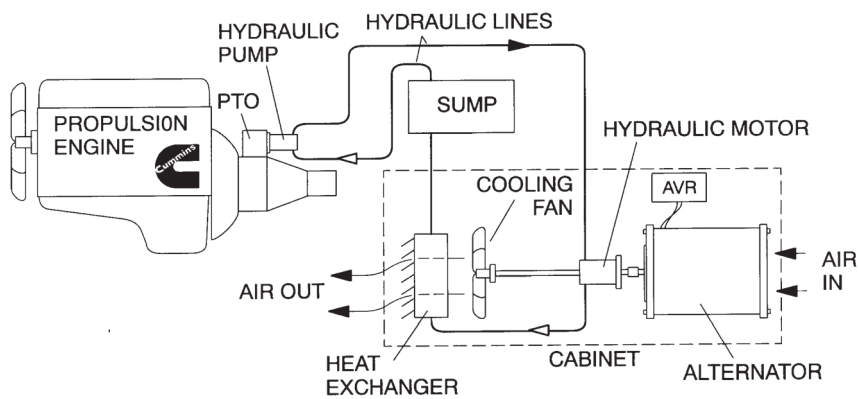 HYDRAULIC LINES
HYDRAULIC
PUMP
PTO
SUMP
PROPULSION
ENGINE
Cummins
HYDRAULIC MOTOR
COOLING
FAN
AVR
AIR
IN
AIR OUT
HEAT
EXCHANGER
CABINET
ALTERNATOR